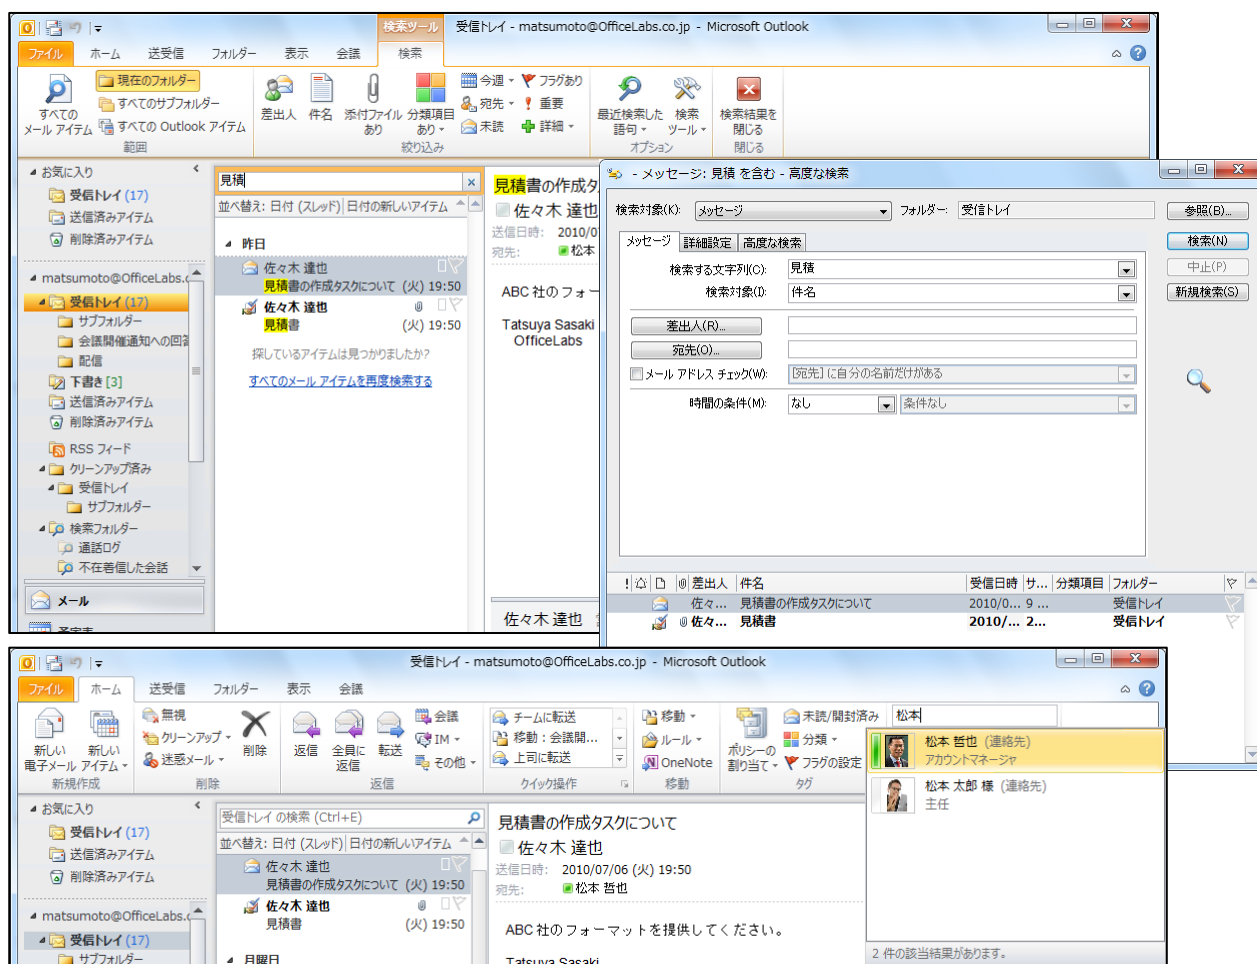 検索ツール
受信トレイ - matsumoto@OfficeLabs.co.jp - Microsoft Outlook
ファイル ホーム 送受信 フォルダー 表示 会議 検索
すべての
メール アイテム
現在のフォルダー
すべてのサブフォルダー
すべての Outlook アイテム
範囲
差出人 件名 添付ファイル
あり
分類項目
あり
今週 フラグあり
宛先 重要
未読 詳細
絞り込み
最近検索した
語句
検索
ツール
オプション
検索結果を
閉じる
閉じる
お気に入り
受信トレイ (17)
送信済みアイテム
削除済みアイテム
matsumoto@OfficeLabs.c
受信トレイ (17)
サブフォルダー
会議開催通知への回答
配信
下書き [3]
送信済みアイテム
削除済みアイテム
RSS フィード
クリーンアップ済み
受信トレイ
サブフォルダー
検索フォルダー
通話ログ
不在着信した会話
メール
予定表
見積
並べ替え: 日付 (スレッド) 日付の新しいアイテム
昨日
佐々木 達也
見積書の作成タスクについて (火) 19:50
佐々木 達也
見積書 (火) 19:50
探しているアイテムは見つかりましたか?
すべてのメール アイテムを再度検索する
見積書の作成タ
佐々木 達也
送信日時: 2010/0
宛先: 松本
ABC 社のフォー
Tatsuya Sasaki
OfficeLabs
佐々木 達也
- メッセージ: 見積 を含む - 高度な検索
検索対象(K): メッセージ フォルダー: 受信トレイ 参照(B)...
メッセージ 詳細設定 高度な検索
検索(N)
中止(P)
新規検索(S)
検索する文字列(C): 見積
検索対象(I): 件名
差出人(R)...
宛先(O)...
メール アドレス チェック(W): [宛先] に自分の名前だけがある
時間の条件(M): なし 条件なし
差出人 件名 受信日時 サ... 分類項目 フォルダー
佐々... 見積書の作成タスクについて 2010/0... 9 ... 受信トレイ
佐々... 見積書 2010/... 2... 受信トレイ
受信トレイ - matsumoto@OfficeLabs.co.jp - Microsoft Outlook
ファイル ホーム 送受信 フォルダー 表示 会議
新しい
電子メール
新しい
アイテム
新規作成
無視
クリーンアップ
迷惑メール
削除
削除
返信 全員に
返信
転送
会議
IM
その他
返信
チームに転送
移動 : 会議開...
上司に転送
クイック操作
移動
ルール
OneNote
移動
ポリシーの
割り当て
未読/開封済み
分類
フラグの設定
タグ
松本
松本 哲也 (連絡先)
アカウントマネージャ
松本 太郎 様 (連絡先)
主任
2 件の該当結果があります。
お気に入り
受信トレイ (17)
送信済みアイテム
削除済みアイテム
matsumoto@OfficeLabs.c
受信トレイ (17)
サブフォルダー
受信トレイ の検索 (Ctrl+E)
並べ替え: 日付 (スレッド) 日付の新しいアイテム
佐々木 達也
見積書の作成タスクについて (火) 19:50
佐々木 達也
見積書 (火) 19:50
月曜日
見積書の作成タスクについて
佐々木 達也
送信日時: 2010/07/06 (火) 19:50
宛先: 松本 哲也
ABC 社のフォーマットを提供してください。
Tatsuya Sasaki